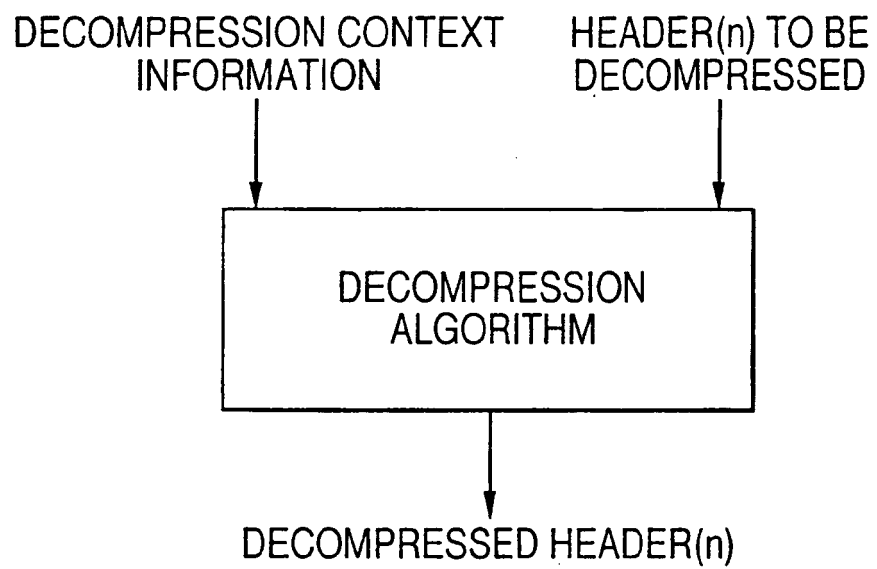 DECOMPRESSION CONTEXT
INFORMATION
HEADER(n) TO BE
DECOMPRESSED
DECOMPRESSION
ALGORITHM
DECOMPRESSED HEADER(n)